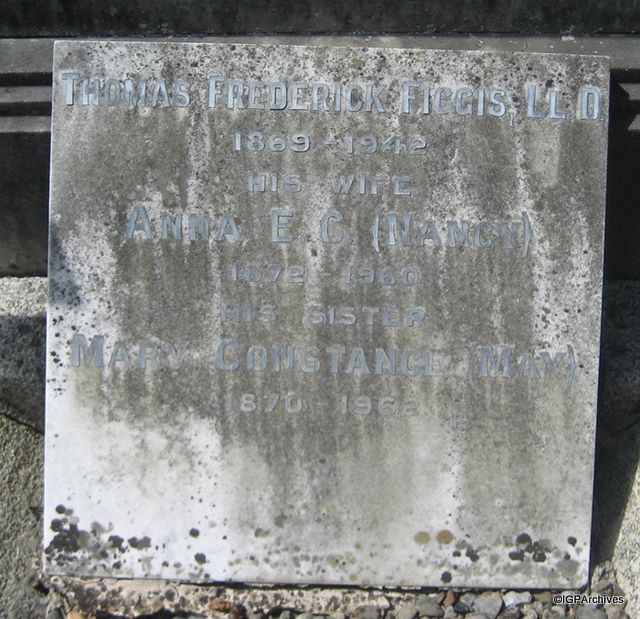 THOMAS FREDERICK FIGGIS, LL.D.
1869 - 1942
HIS WIFE
ANNA E. C. (NANCY)
1872 - 1960
HIS SISTER
MARY CONSTANCE (MAY)
1870 - 1962
©IGPArchives